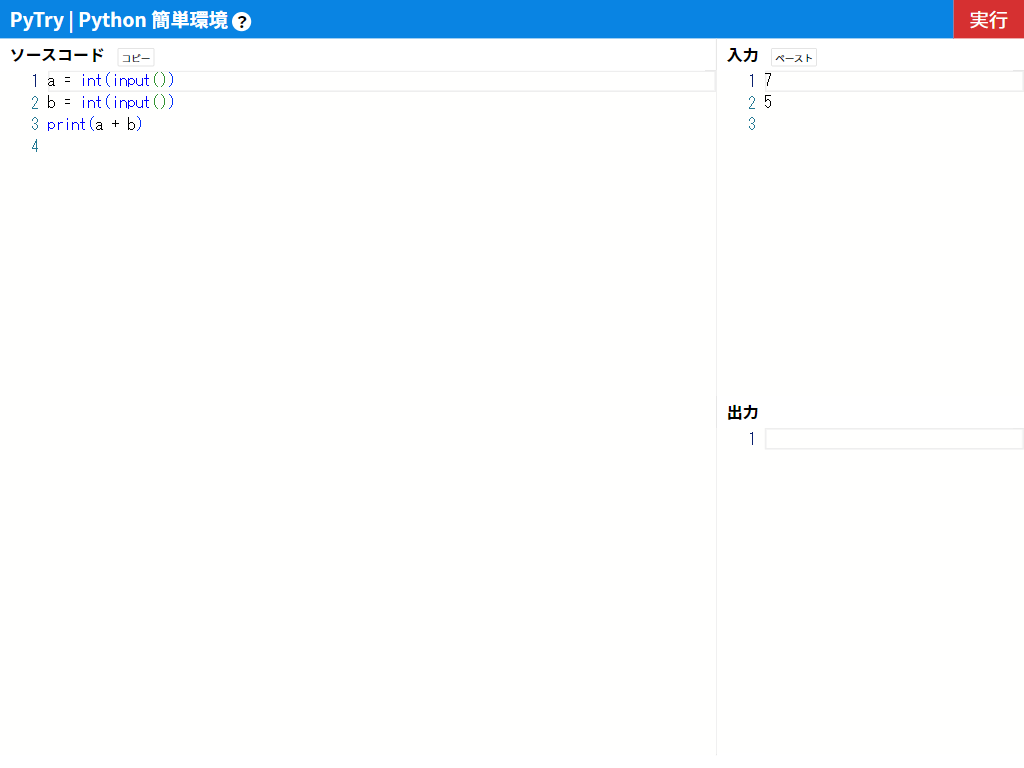 PyTry | Python 簡単環境 ?
実行
ソースコード コピー
1 a = int(input())
2 b = int(input())
3 print(a + b)
4
入力 ペースト
1 7
2 5
3
出力
1